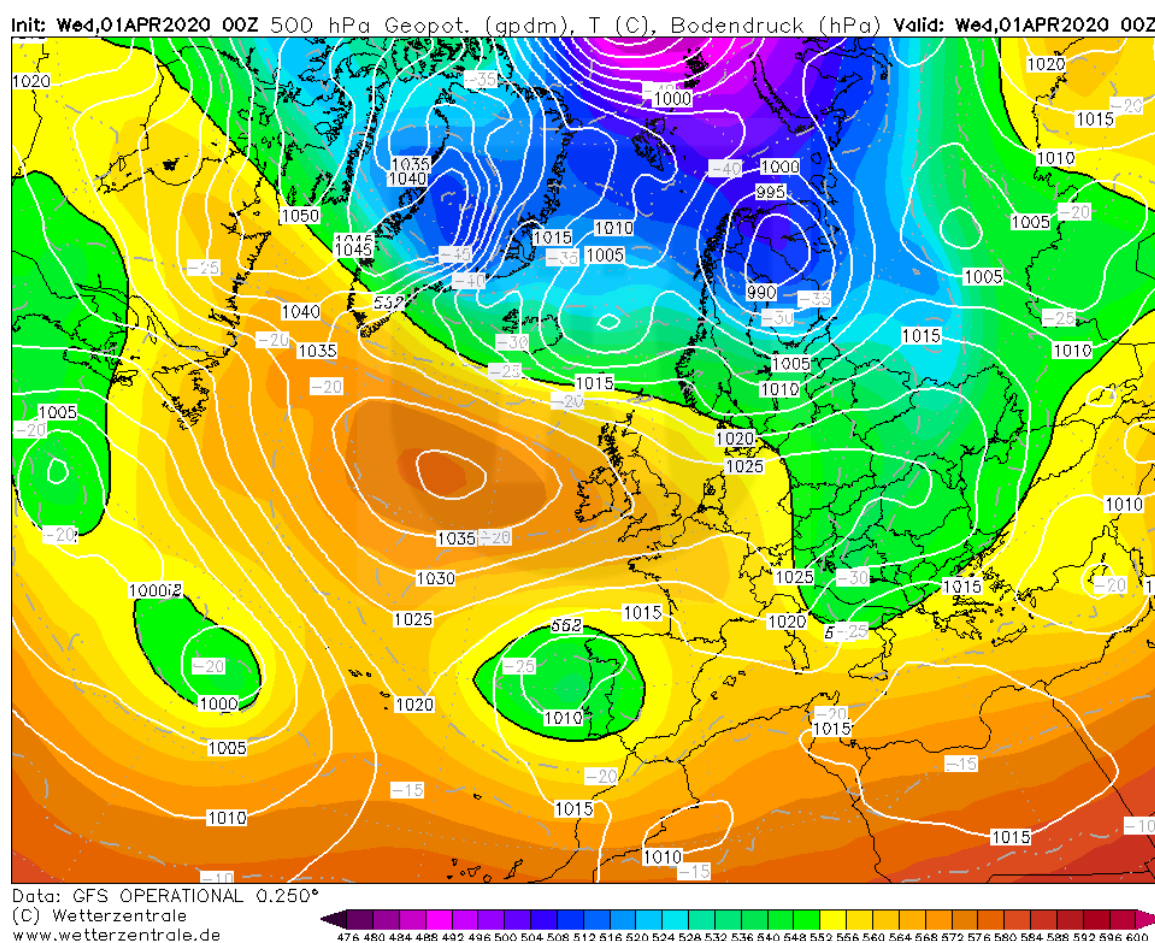 Init: Wed,01APR2020 00Z 500 hPa Geopot. (gpdm), T (C), Bodendruck (hPa) Valid: Wed,01APR2020 00Z
1020 -35 -40 1000 1020 -20 1015
1035 1040 -40 1000 995 1010
1050 1045 1045 1015 1010 1005 -20 1005
-25 -45 -35 -40 990 -35 1005
552 1040 -30 -25
-20 1035 -30 1015 1010
-25 1005 1010
1005 -20 1015 -20
-20 1020 1025
-20 1035 -20 1010
1030 1025 -30 1015 -20
1000 1025 1015 1020
552 -25
-20 -25
1000 1020 1010 -20 1015
1005 -20 -15
-15 1015
1010 1015 -10
1010
-10 -15
Data: GFS OPERATIONAL 0.250°
(C) Wetterzentrale
www.wetterzentrale.de
476 480 484 488 492 496 500 504 508 512 516 520 524 528 532 536 540 548 552 556 560 564 568 572 576 580 584 588 592 596 600